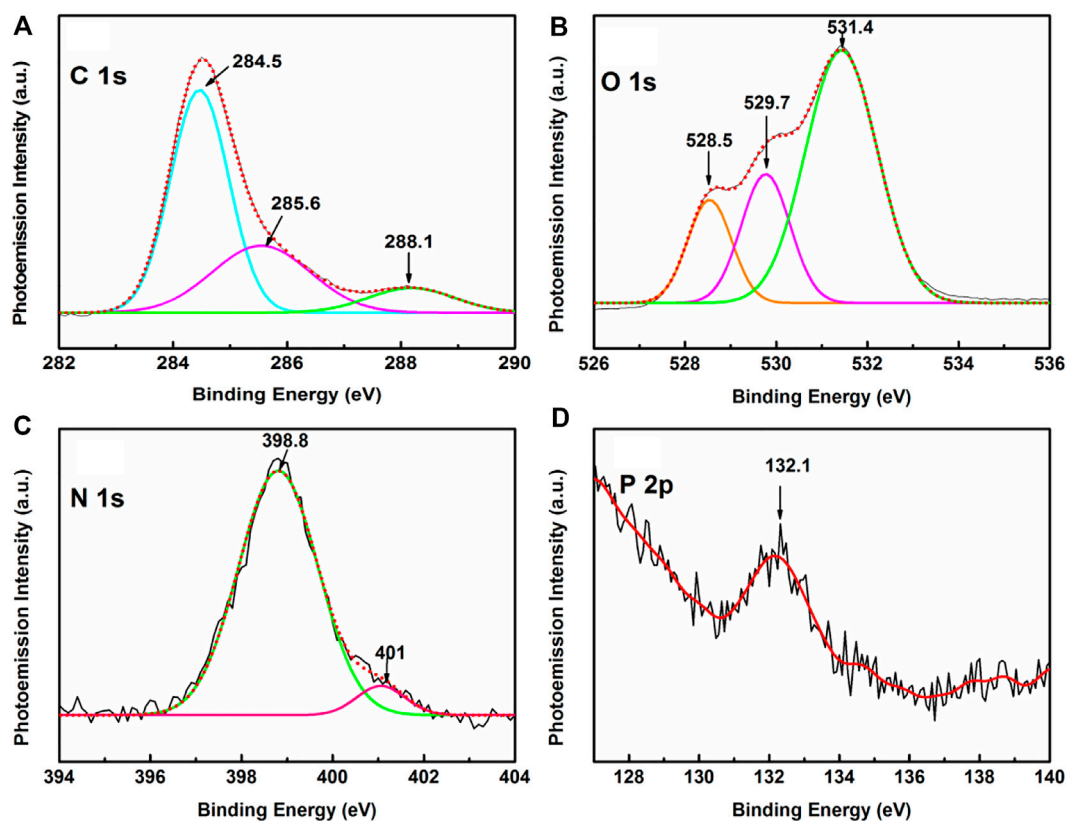 A
C 1s
284.5
285.6
288.1
Photoemission Intensity (a.u.)
282 284 286 288 290
Binding Energy (eV)
B
O 1s
531.4
529.7
528.5
Photoemission Intensity (a.u.)
526 528 530 532 534 536
Binding Energy (eV)
C
N 1s
398.8
401
Photoemission Intensity (a.u.)
394 396 398 400 402 404
Binding Energy (eV)
D
P 2p
132.1
Photoemission Intensity (a.u.)
128 130 132 134 136 138 140
Binding Energy (eV)